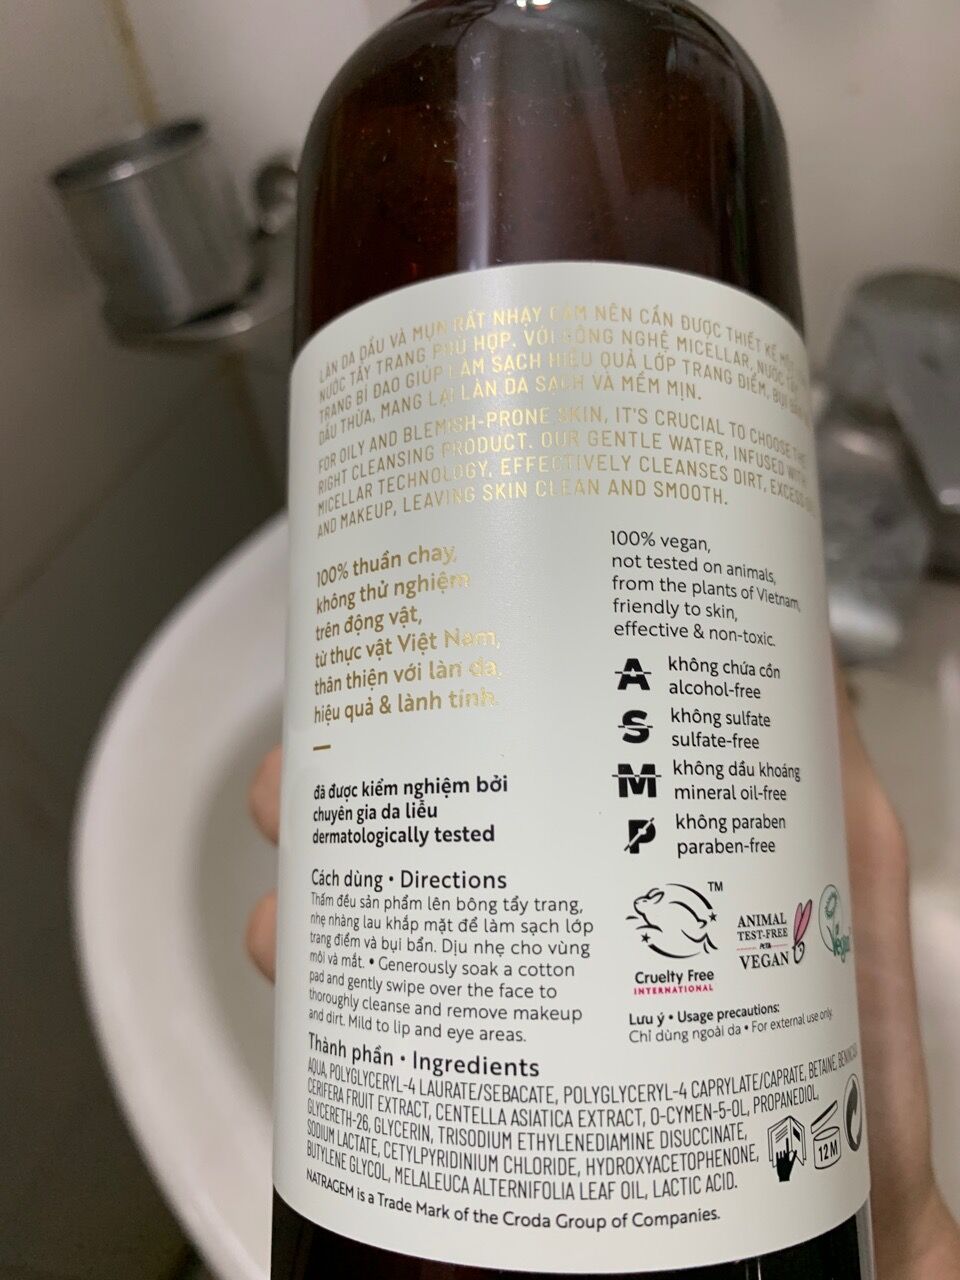 LÀN DA DẦU VÀ MỤN RẤT NHẠY CẢM NÊN CẦN ĐƯỢC THIẾT KẾ
NƯỚC TẨY TRANG PHÙ HỢP. VỚI CÔNG NGHỆ MICELLAR, NƯỚC
TRANG BÍ ĐAO GIÚP LÀM SẠCH HIỆU QUẢ LỚP TRANG ĐIỂM, BỤI
DẦU THỪA, MANG LẠI LÀN DA SẠCH VÀ MỀM MỊN.
FOR OILY AND BLEMISH-PRONE SKIN, IT'S CRUCIAL TO CHOOSE THE
RIGHT CLEANSING PRODUCT. OUR GENTLE WATER, INFUSED WITH
MICELLAR TECHNOLOGY, EFFECTIVELY CLEANSES DIRT, EXCESS
AND MAKEUP, LEAVING SKIN CLEAN AND SMOOTH.
100% thuần chay,
không thử nghiệm
trên động vật,
từ thực vật Việt Nam,
thân thiện với làn da,
hiệu quả & lành tính.
100% vegan,
not tested on animals,
from the plants of Vietnam,
friendly to skin,
effective & non-toxic.
A không chứa cồn
alcohol-free
S không sulfate
sulfate-free
M không dầu khoáng
mineral oil-free
P không paraben
paraben-free
đã được kiểm nghiệm bởi
chuyên gia da liễu
dermatologically tested
Cách dùng • Directions
Thấm đều sản phẩm lên bông tẩy trang,
nhẹ nhàng lau khắp mặt để làm sạch lớp
trang điểm và bụi bẩn. Dịu nhẹ cho vùng
môi và mắt. • Generously soak a cotton
pad and gently swipe over the face to
thoroughly cleanse and remove makeup
and dirt. Mild to lip and eye areas.
TM
Cruelty Free
INTERNATIONAL
ANIMAL
TEST-FREE
PETA
VEGAN
Vegan
Lưu ý • Usage precautions:
Chỉ dùng ngoài da • For external use only.
Thành phần • Ingredients
AQUA, POLYGLYCERYL-4 LAURATE/SEBACATE, POLYGLYCERYL-4 CAPRYLATE/CAPRATE, BETAINE, BENINCASA
CERIFERA FRUIT EXTRACT, CENTELLA ASIATICA EXTRACT, O-CYMEN-5-OL, PROPANEDIOL,
GLYCERETH-26, GLYCERIN, TRISODIUM ETHYLENEDIAMINE DISUCCINATE,
SODIUM LACTATE, CETYLPYRIDINIUM CHLORIDE, HYDROXYACETOPHENONE,
BUTYLENE GLYCOL, MELALEUCA ALTERNIFOLIA LEAF OIL, LACTIC ACID.
12 M
NATRAGEM is a Trade Mark of the Croda Group of Companies.